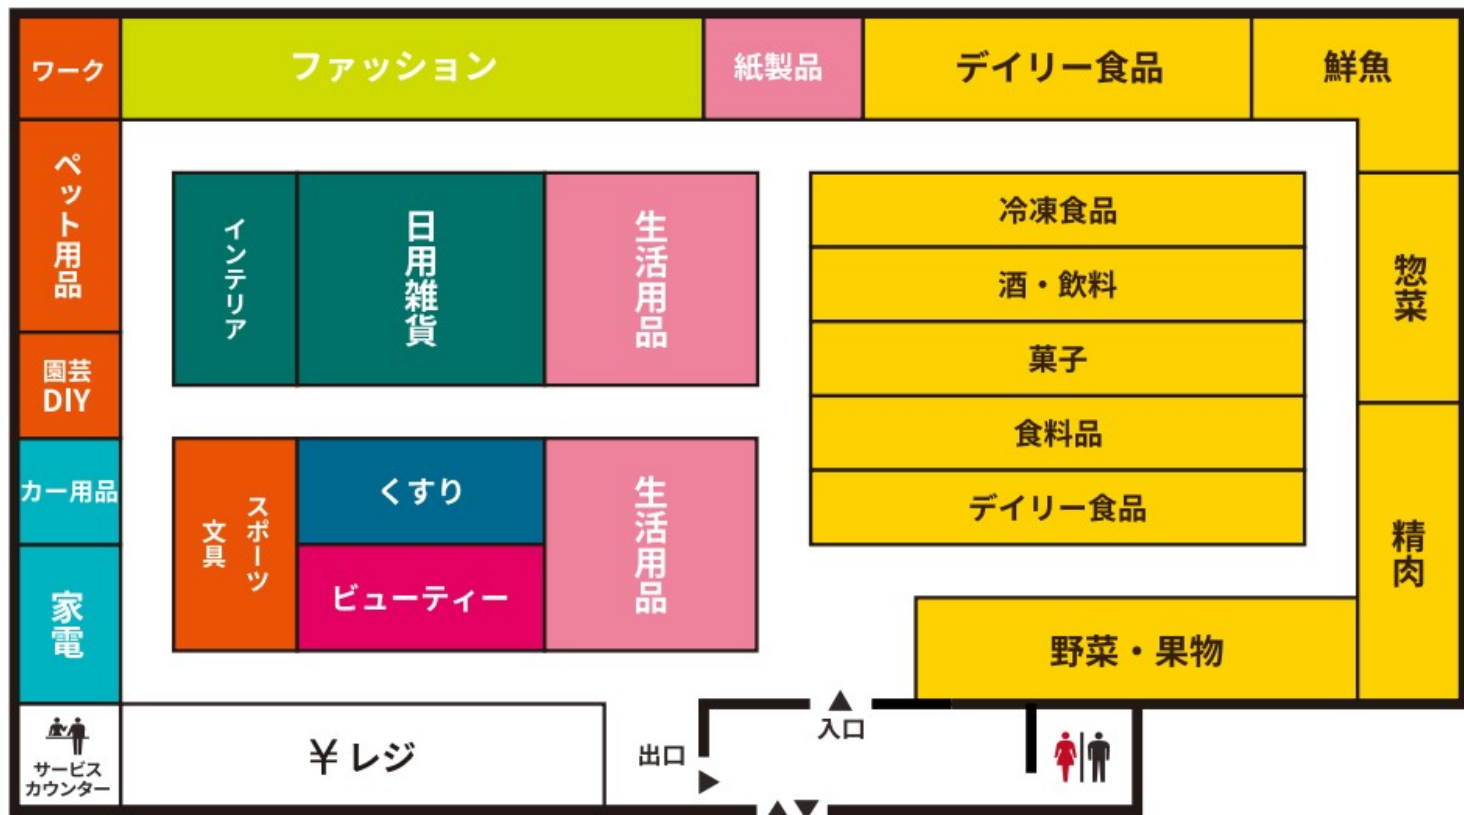 ワーク
ファッション
紙製品
デイリー食品
鮮魚
ペット用品
インテリア
日用雑貨
生活用品
冷凍食品
酒・飲料
菓子
食料品
デイリー食品
惣菜
園芸
DIY
カー用品
スポーツ
文具
くすり
ビューティー
生活用品
精肉
家電
野菜・果物
サービス
カウンター
¥レジ
出口
入口